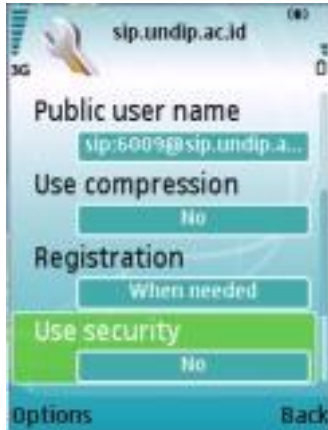 sip.undip.ac.id
3G
Public user name
sip:6009@sip.undip.a...
Use compression
No
Registration
When needed
Use security
No
Options Back